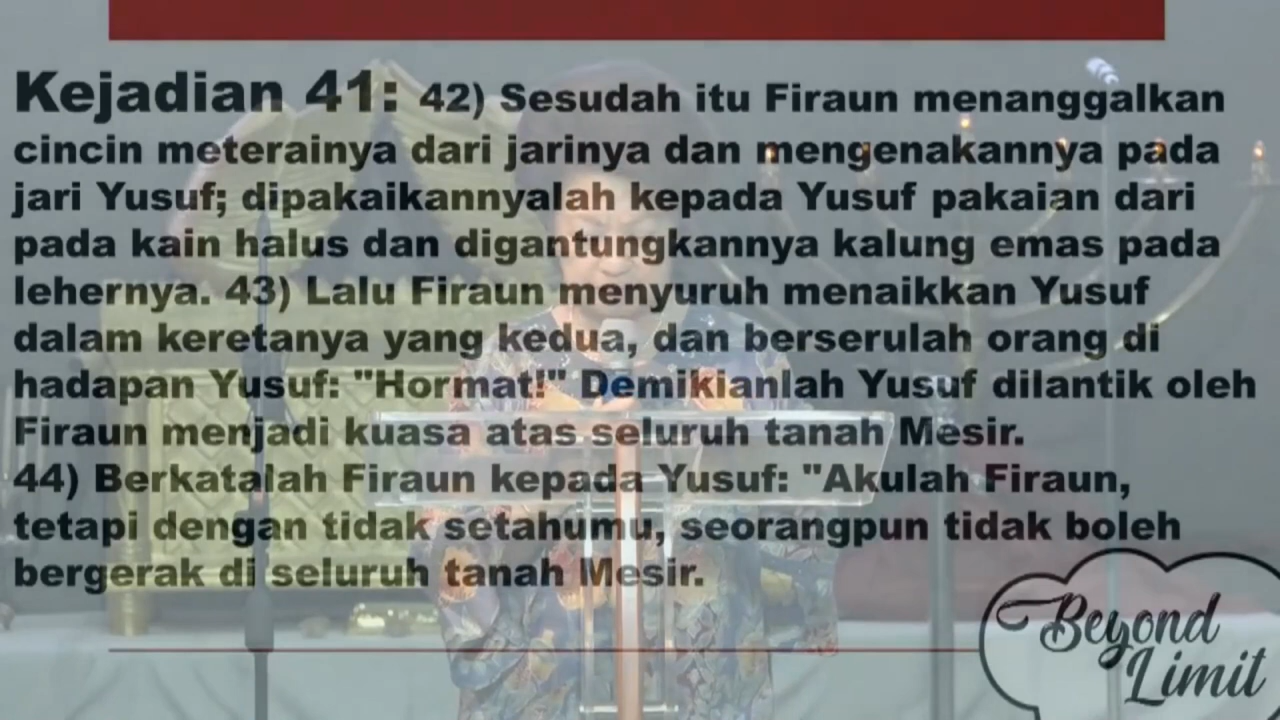 Kejadian 41: 42) Sesudah itu Firaun menanggalkan
cincin meterainya dari jarinya dan mengenakannya pada
jari Yusuf; dipakaikannyalah kepada Yusuf pakaian dari
pada kain halus dan digantungkannya kalung emas pada
lehernya. 43) Lalu Firaun menyuruh menaikkan Yusuf
dalam keretanya yang kedua, dan berserulah orang di
hadapan Yusuf: "Hormat!" Demikianlah Yusuf dilantik oleh
Firaun menjadi kuasa atas seluruh tanah Mesir.
44) Berkatalah Firaun kepada Yusuf: "Akulah Firaun,
tetapi dengan tidak setahumu, seorangpun tidak boleh
bergerak di seluruh tanah Mesir.
Beyond
Limit